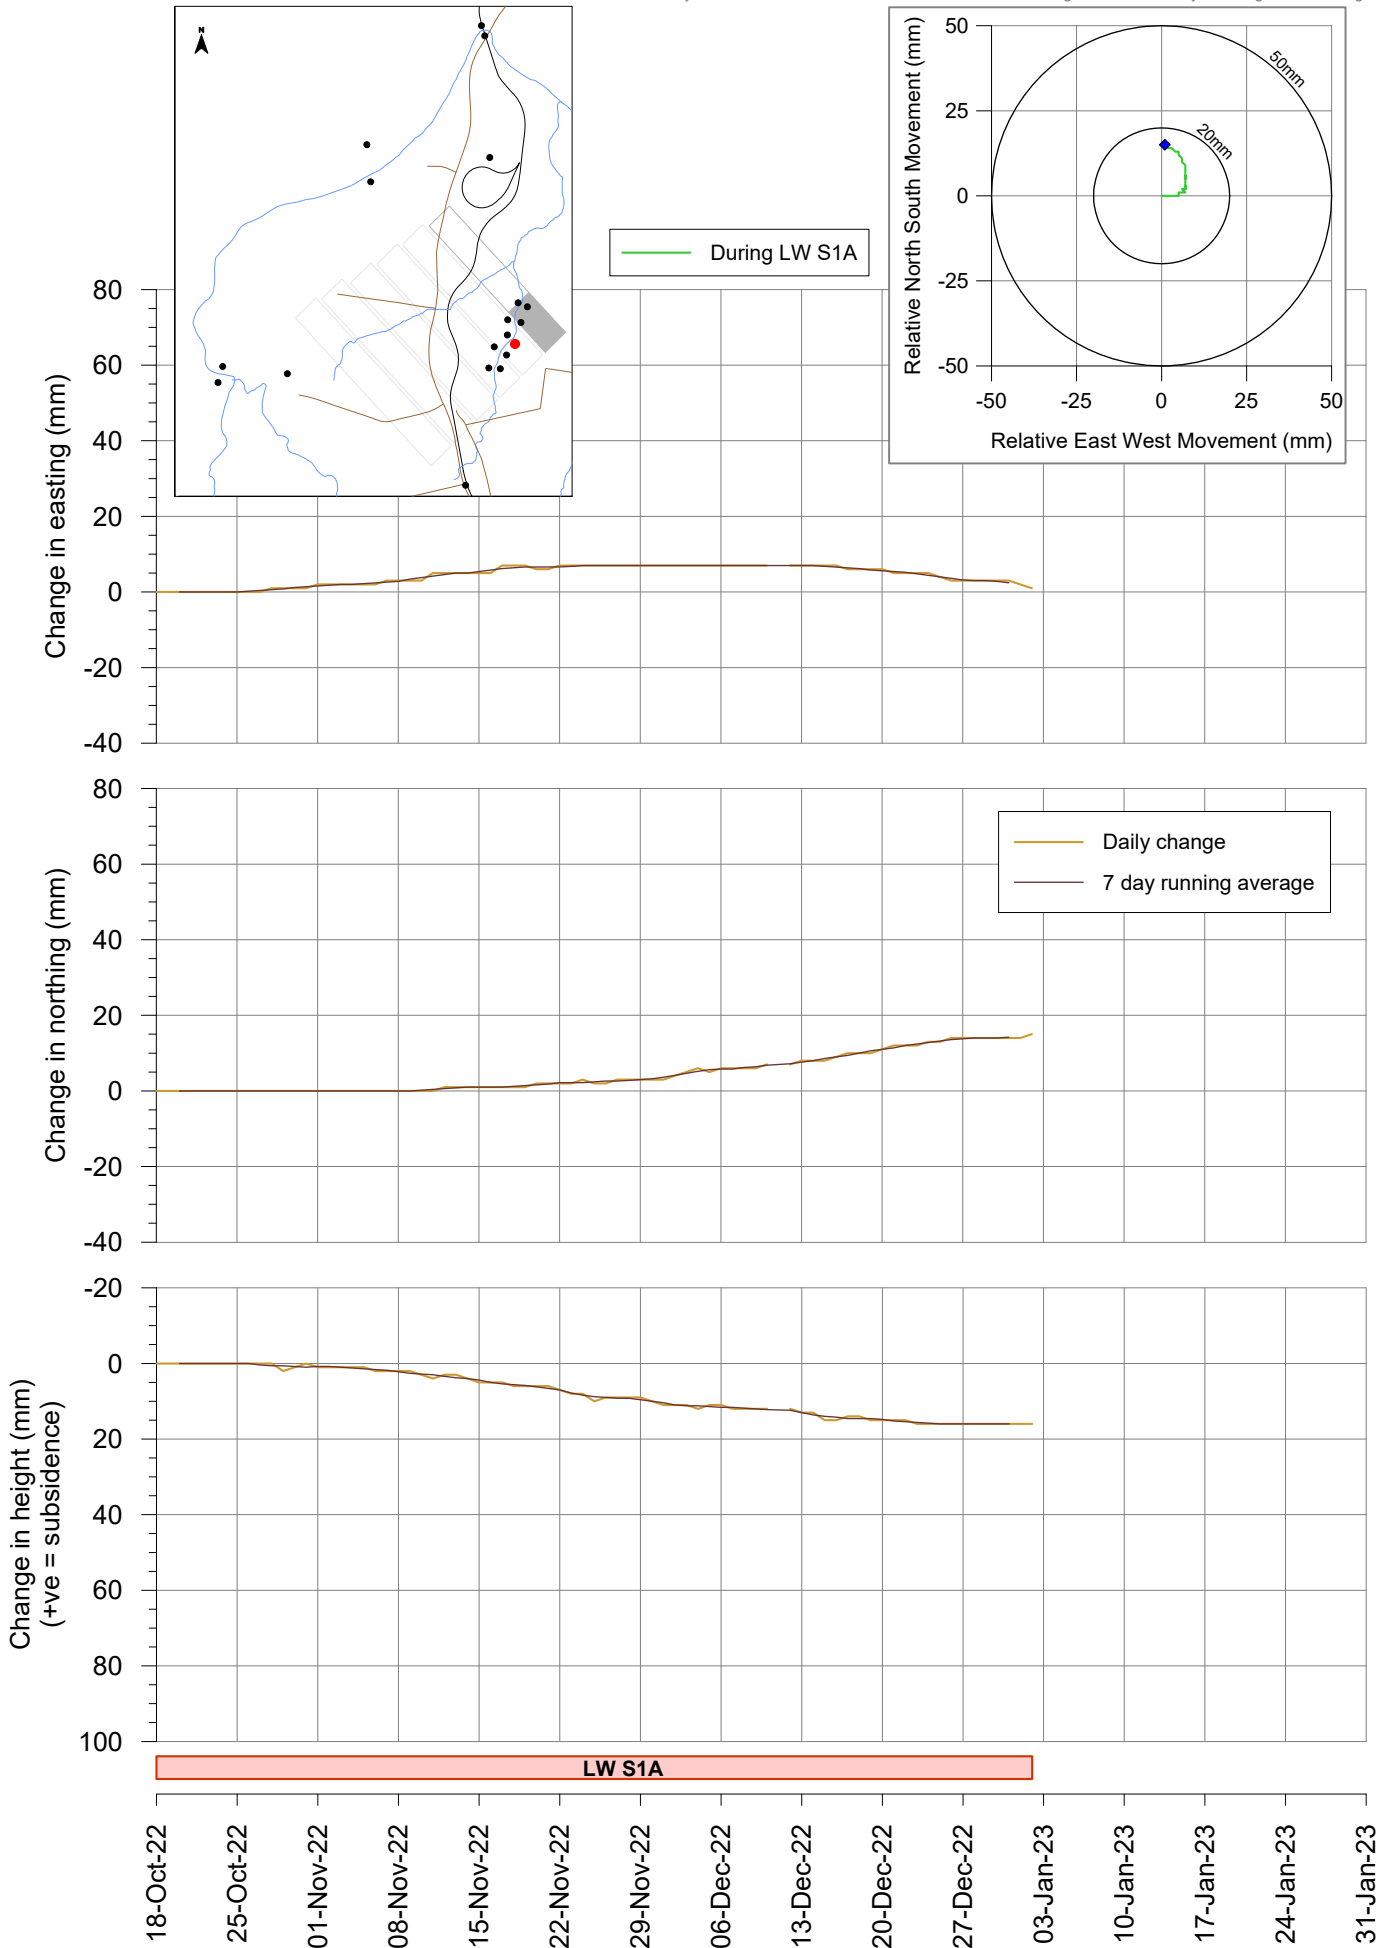 N
50mm
20mm
50
25
0
-25
-50
-50 -25 0 25 50
Relative North South Movement (mm)
Relative East West Movement (mm)
During LW S1A
80
60
40
20
0
-20
-40
Change in easting (mm)
80
60
40
20
0
-20
-40
Change in northing (mm)
Daily change
7 day running average
-20
0
20
40
60
80
100
Change in height (mm)
(+ve = subsidence)
LW S1A
18-Oct-22
25-Oct-22
01-Nov-22
08-Nov-22
15-Nov-22
22-Nov-22
29-Nov-22
06-Dec-22
13-Dec-22
20-Dec-22
27-Dec-22
03-Jan-23
10-Jan-23
17-Jan-23
24-Jan-23
31-Jan-23